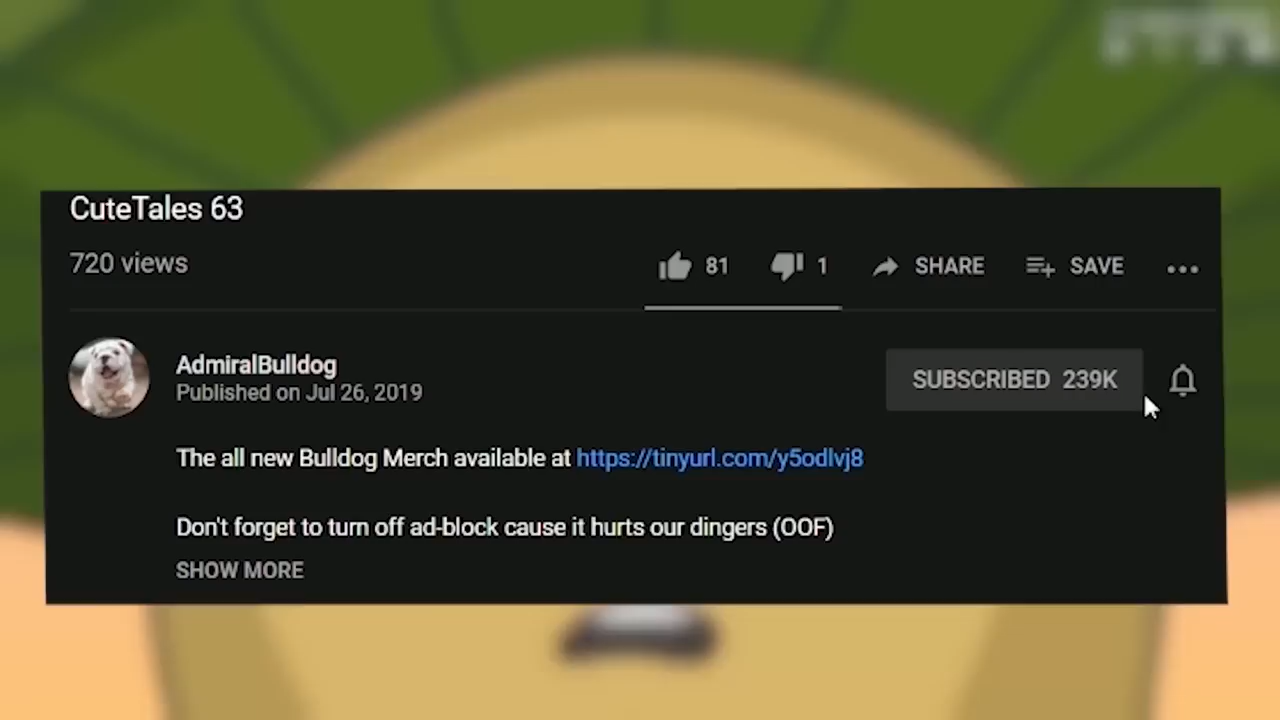 CuteTales 63
720 views
81 1 SHARE SAVE
AdmiralBulldog
Published on Jul 26, 2019
SUBSCRIBED 239K
The all new Bulldog Merch available at https://tinyurl.com/y5odlvj8
Don't forget to turn off ad-block cause it hurts our dingers (OOF)
SHOW MORE